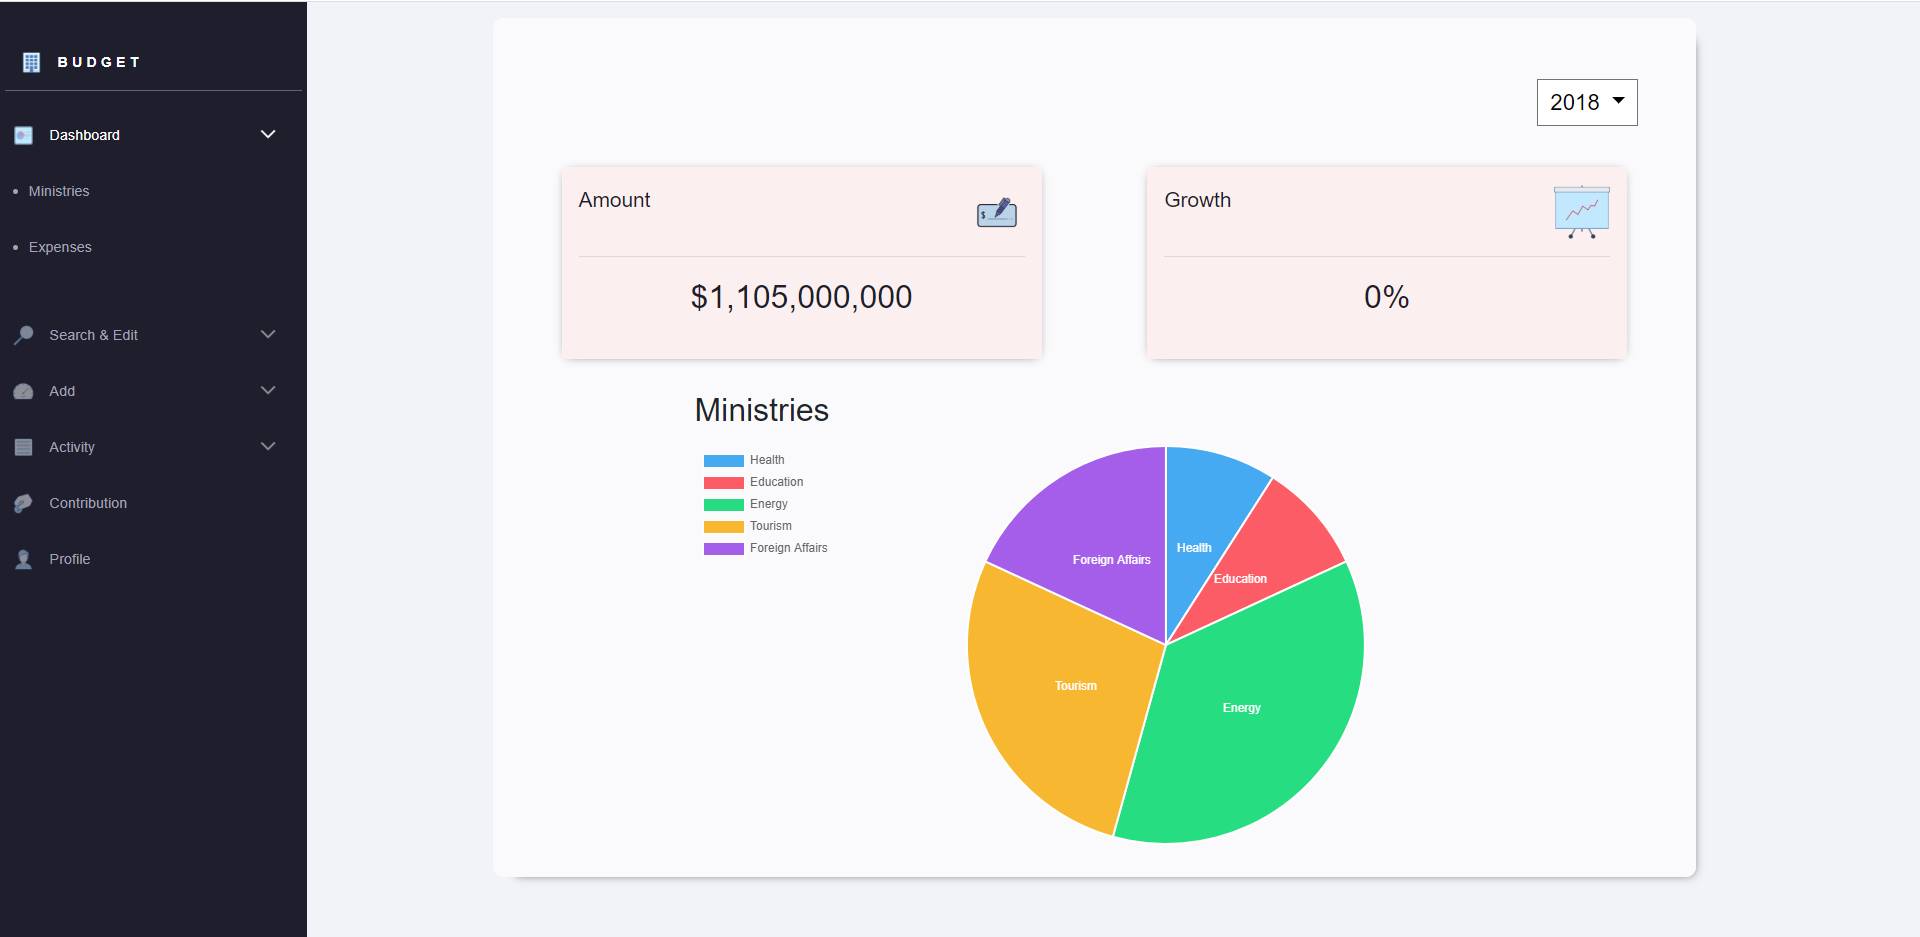 BUDGET
Dashboard
Ministries
Expenses
Search & Edit
Add
Activity
Contribution
Profile
2018
Amount
$
$1,105,000,000
Growth
0%
Ministries
Health
Education
Energy
Tourism
Foreign Affairs
Health
Foreign Affairs
Education
Tourism
Energy